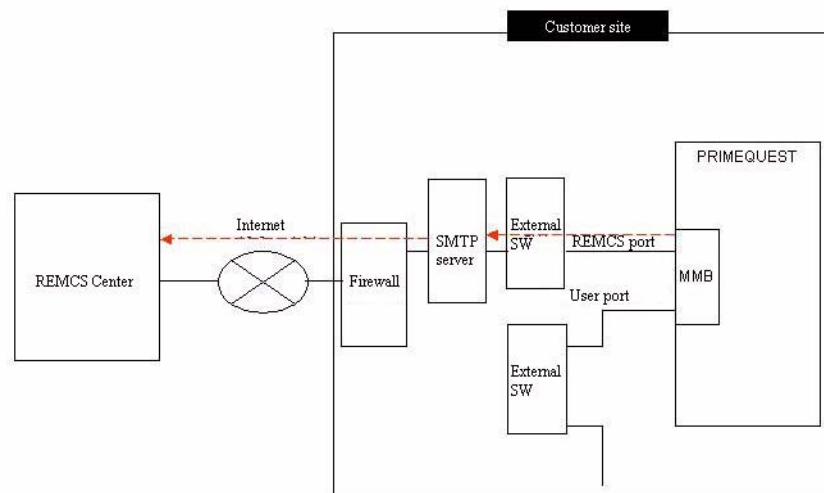 Customer site
PRIMEQUEST
Internet
REMCS Center
Firewall
SMTP
server
External
SW
REMCS port
MMB
User port
External
SW